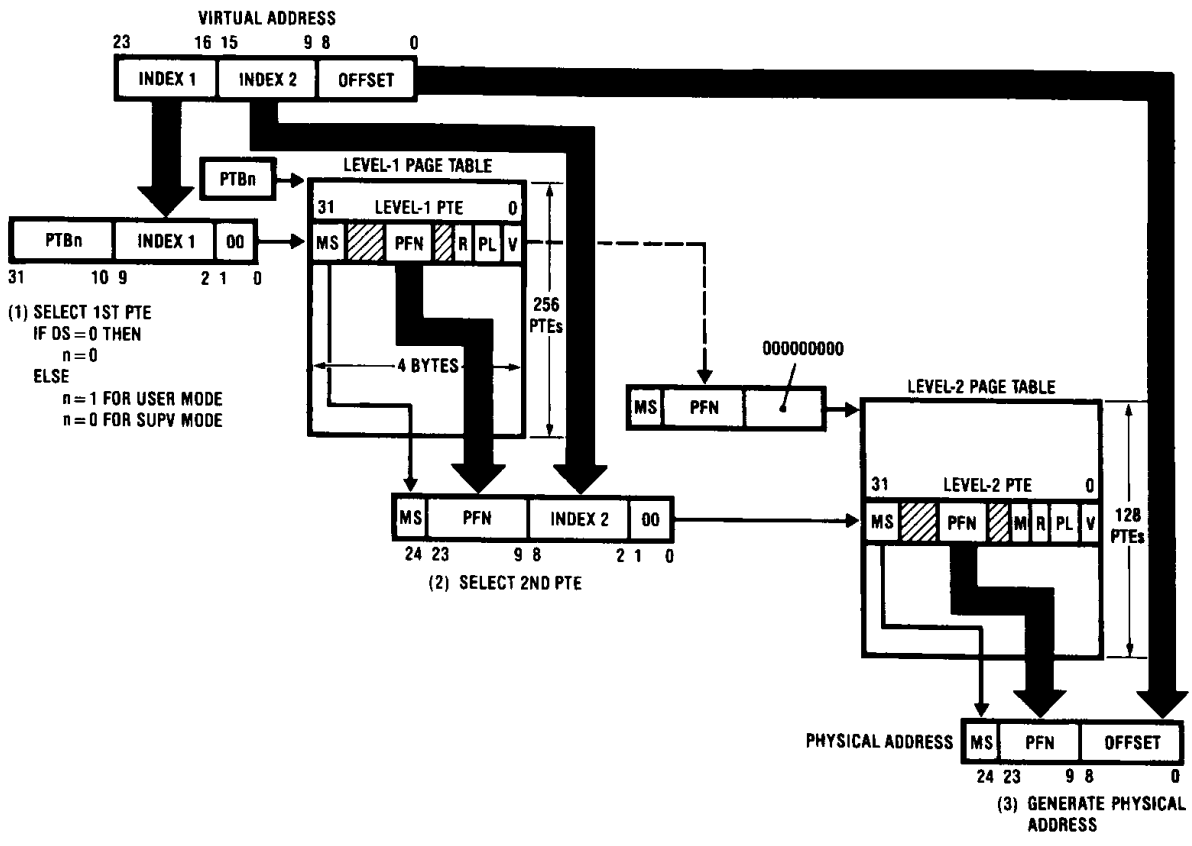 VIRTUAL ADDRESS
23 16 15 9 8 0
INDEX 1 INDEX 2 OFFSET
PTBn
LEVEL-1 PAGE TABLE
31 LEVEL-1 PTE 0
PTBn INDEX 1 00
MS PFN R PL V
31 10 9 2 1 0
(1) SELECT 1ST PTE
IF DS=0 THEN
n=0
ELSE
n=1 FOR USER MODE
n=0 FOR SUPV MODE
256
PTEs
4 BYTES
000000000
MS PFN
LEVEL-2 PAGE TABLE
31 LEVEL-2 PTE 0
MS PFN INDEX 2 00
24 23 9 8 2 1 0
(2) SELECT 2ND PTE
MS PFN M R PL V
128
PTEs
PHYSICAL ADDRESS MS PFN OFFSET
24 23 9 8 0
(3) GENERATE PHYSICAL
ADDRESS